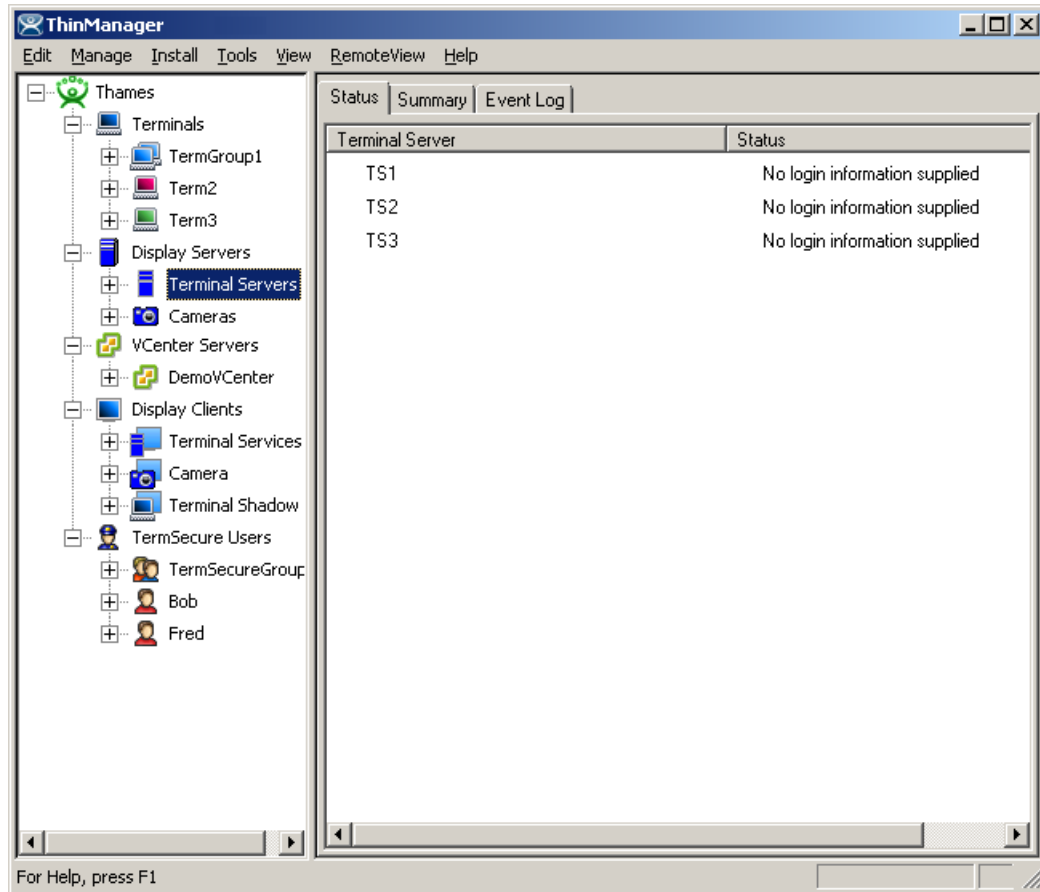 ThinManager
Edit Manage Install Tools View RemoteView Help
Thames
Terminals
TermGroup1
Term2
Term3
Display Servers
Terminal Servers
Cameras
VCenter Servers
DemoVCenter
Display Clients
Terminal Services
Camera
Terminal Shadow
TermSecure Users
TermSecureGroup
Bob
Fred
Status Summary Event Log
Terminal Server Status
TS1 No login information supplied
TS2 No login information supplied
TS3 No login information supplied
For Help, press F1